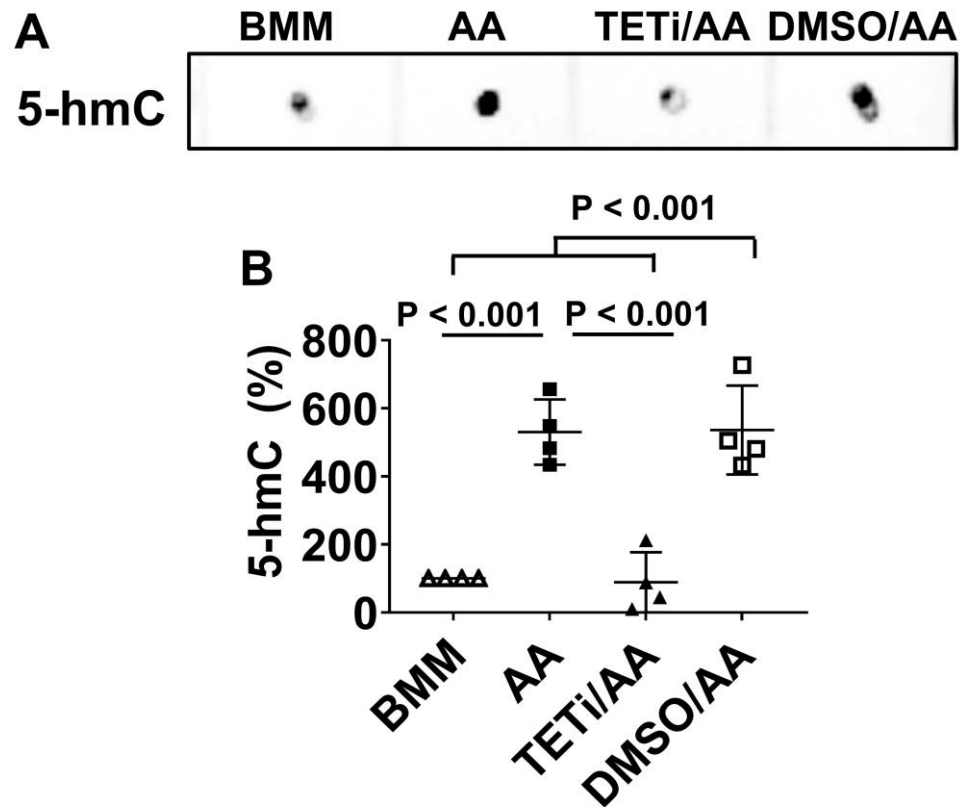 A
BMM AA TETi/AA DMSO/AA
5-hmC
P < 0.001
B
P < 0.001 P < 0.001
5-hmC (%)
800
600
400
200
0
BMM
AA
TETi/AA
DMSO/AA